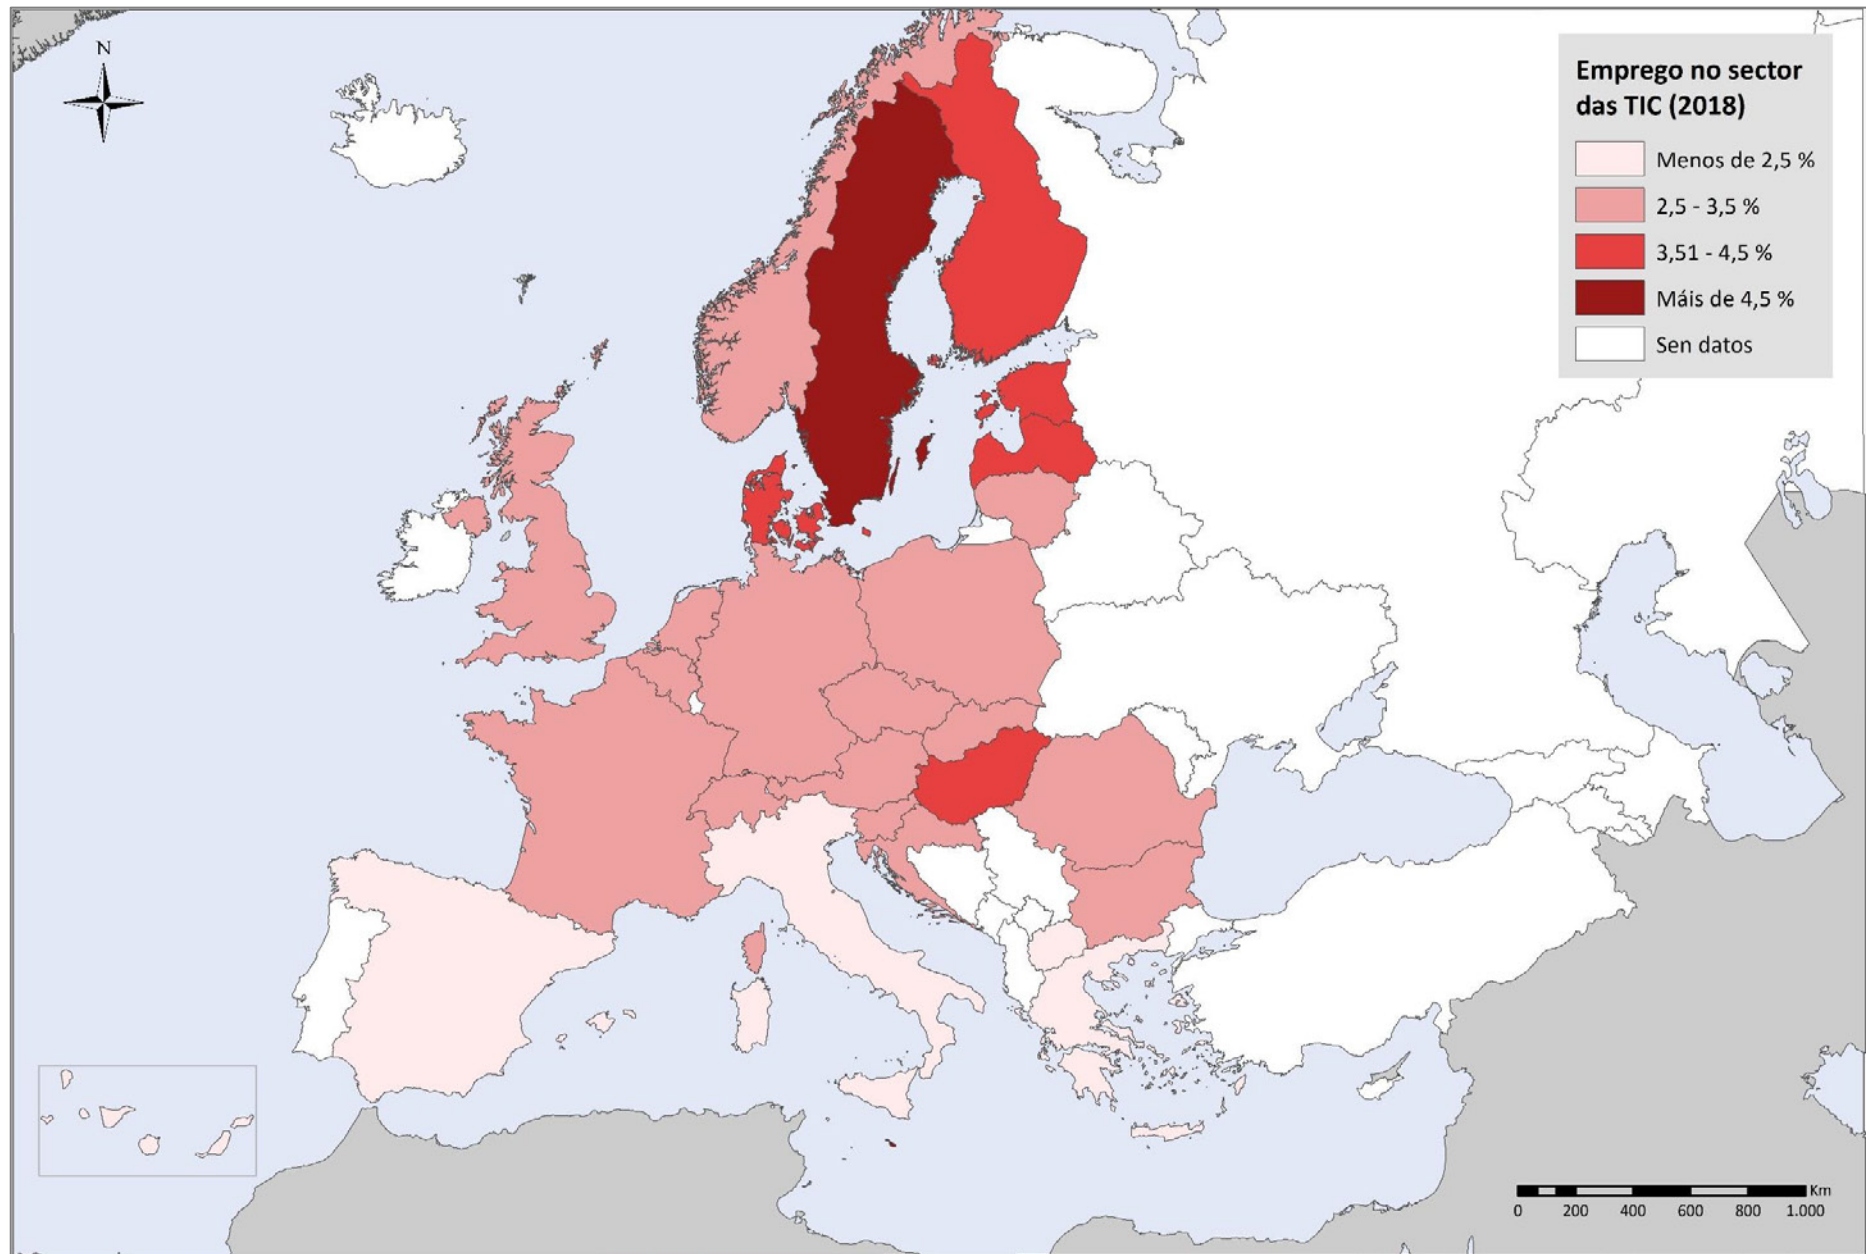 N
Emprego no sector
das TIC (2018)
Menos de 2,5 %
2,5 - 3,5 %
3,51 - 4,5 %
Máis de 4,5 %
Sen datos
Km
0 200 400 600 800 1.000